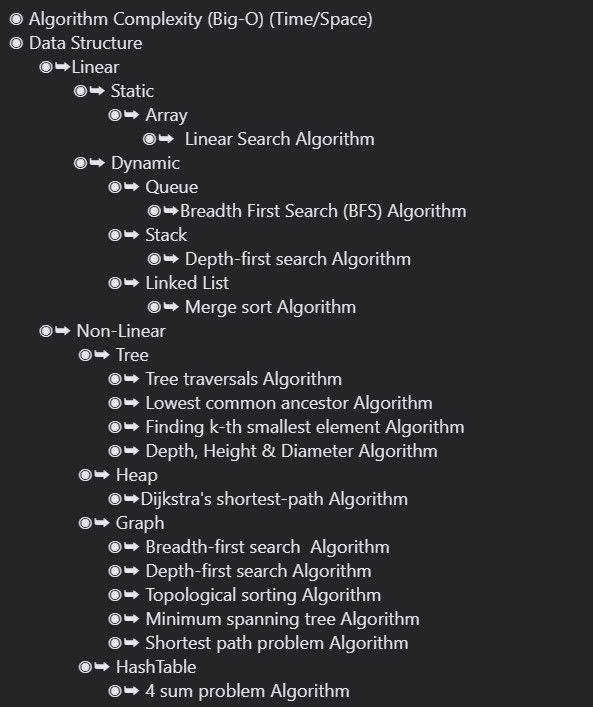 ◉ Algorithm Complexity (Big-O) (Time/Space)
◉ Data Structure
◉➥Linear
◉➥ Static
◉➥ Array
◉➥ Linear Search Algorithm
◉➥ Dynamic
◉➥ Queue
◉➥Breadth First Search (BFS) Algorithm
◉➥ Stack
◉➥ Depth-first search Algorithm
◉➥ Linked List
◉➥ Merge sort Algorithm
◉➥ Non-Linear
◉➥ Tree
◉➥ Tree traversals Algorithm
◉➥ Lowest common ancestor Algorithm
◉➥ Finding k-th smallest element Algorithm
◉➥ Depth, Height & Diameter Algorithm
◉➥ Heap
◉➥Dijkstra's shortest-path Algorithm
◉➥ Graph
◉➥ Breadth-first search Algorithm
◉➥ Depth-first search Algorithm
◉➥ Topological sorting Algorithm
◉➥ Minimum spanning tree Algorithm
◉➥ Shortest path problem Algorithm
◉➥ HashTable
◉➥ 4 sum problem Algorithm